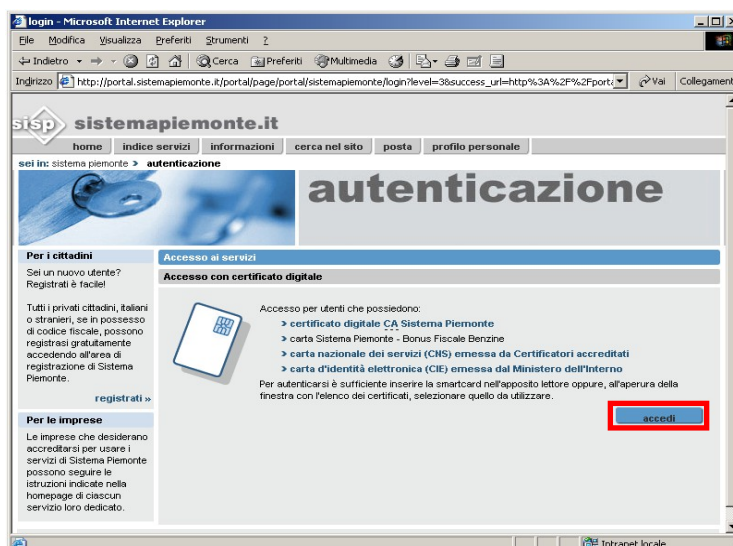 login - Microsoft Internet Explorer
File Modifica Visualizza Preferiti Strumenti ?
Indietro Cerca Preferiti Multimedia
Indirizzo http://portal.sistemapiemonte.it/portal/page/portal/sistemapiemonte/login?level=3&success_url=http%3A%2F%2Fport Vai Collegament
sisp sistemapiemonte.it
home indice servizi informazioni cerca nel sito posta profilo personale
sei in: sistema piemonte > autenticazione
autenticazione
Per i cittadini
Sei un nuovo utente?
Registrati è facile!
Tutti i privati cittadini, italiani
o stranieri, se in possesso
di codice fiscale, possono
registrasi gratuitamente
accedendo all'area di
registrazione di Sistema
Piemonte.
registrati »
Per le imprese
Le imprese che desiderano
accreditarsi per usare i
servizi di Sistema Piemonte
possono seguire le
istruzioni indicate nella
homepage di ciascun
servizio loro dedicato.
Accesso ai servizi
Accesso con certificato digitale
Accesso per utenti che possiedono:
> certificato digitale CA Sistema Piemonte
> carta Sistema Piemonte - Bonus Fiscale Benzine
> carta nazionale dei servizi (CNS) emessa da Certificatori accreditati
> carta d'identità elettronica (CIE) emessa dal Ministero dell'Interno
Per autenticarsi è sufficiente inserire la smartcard nell'apposito lettore oppure, all'aperura della
finestra con l'elenco dei certificati, selezionare quello da utilizzare.
accedi
Intranet locale